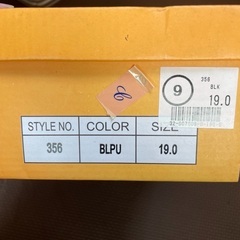 STYLE NO. COLOR SIZE
356 BLPU 19.0
9
356
BLK
19.0